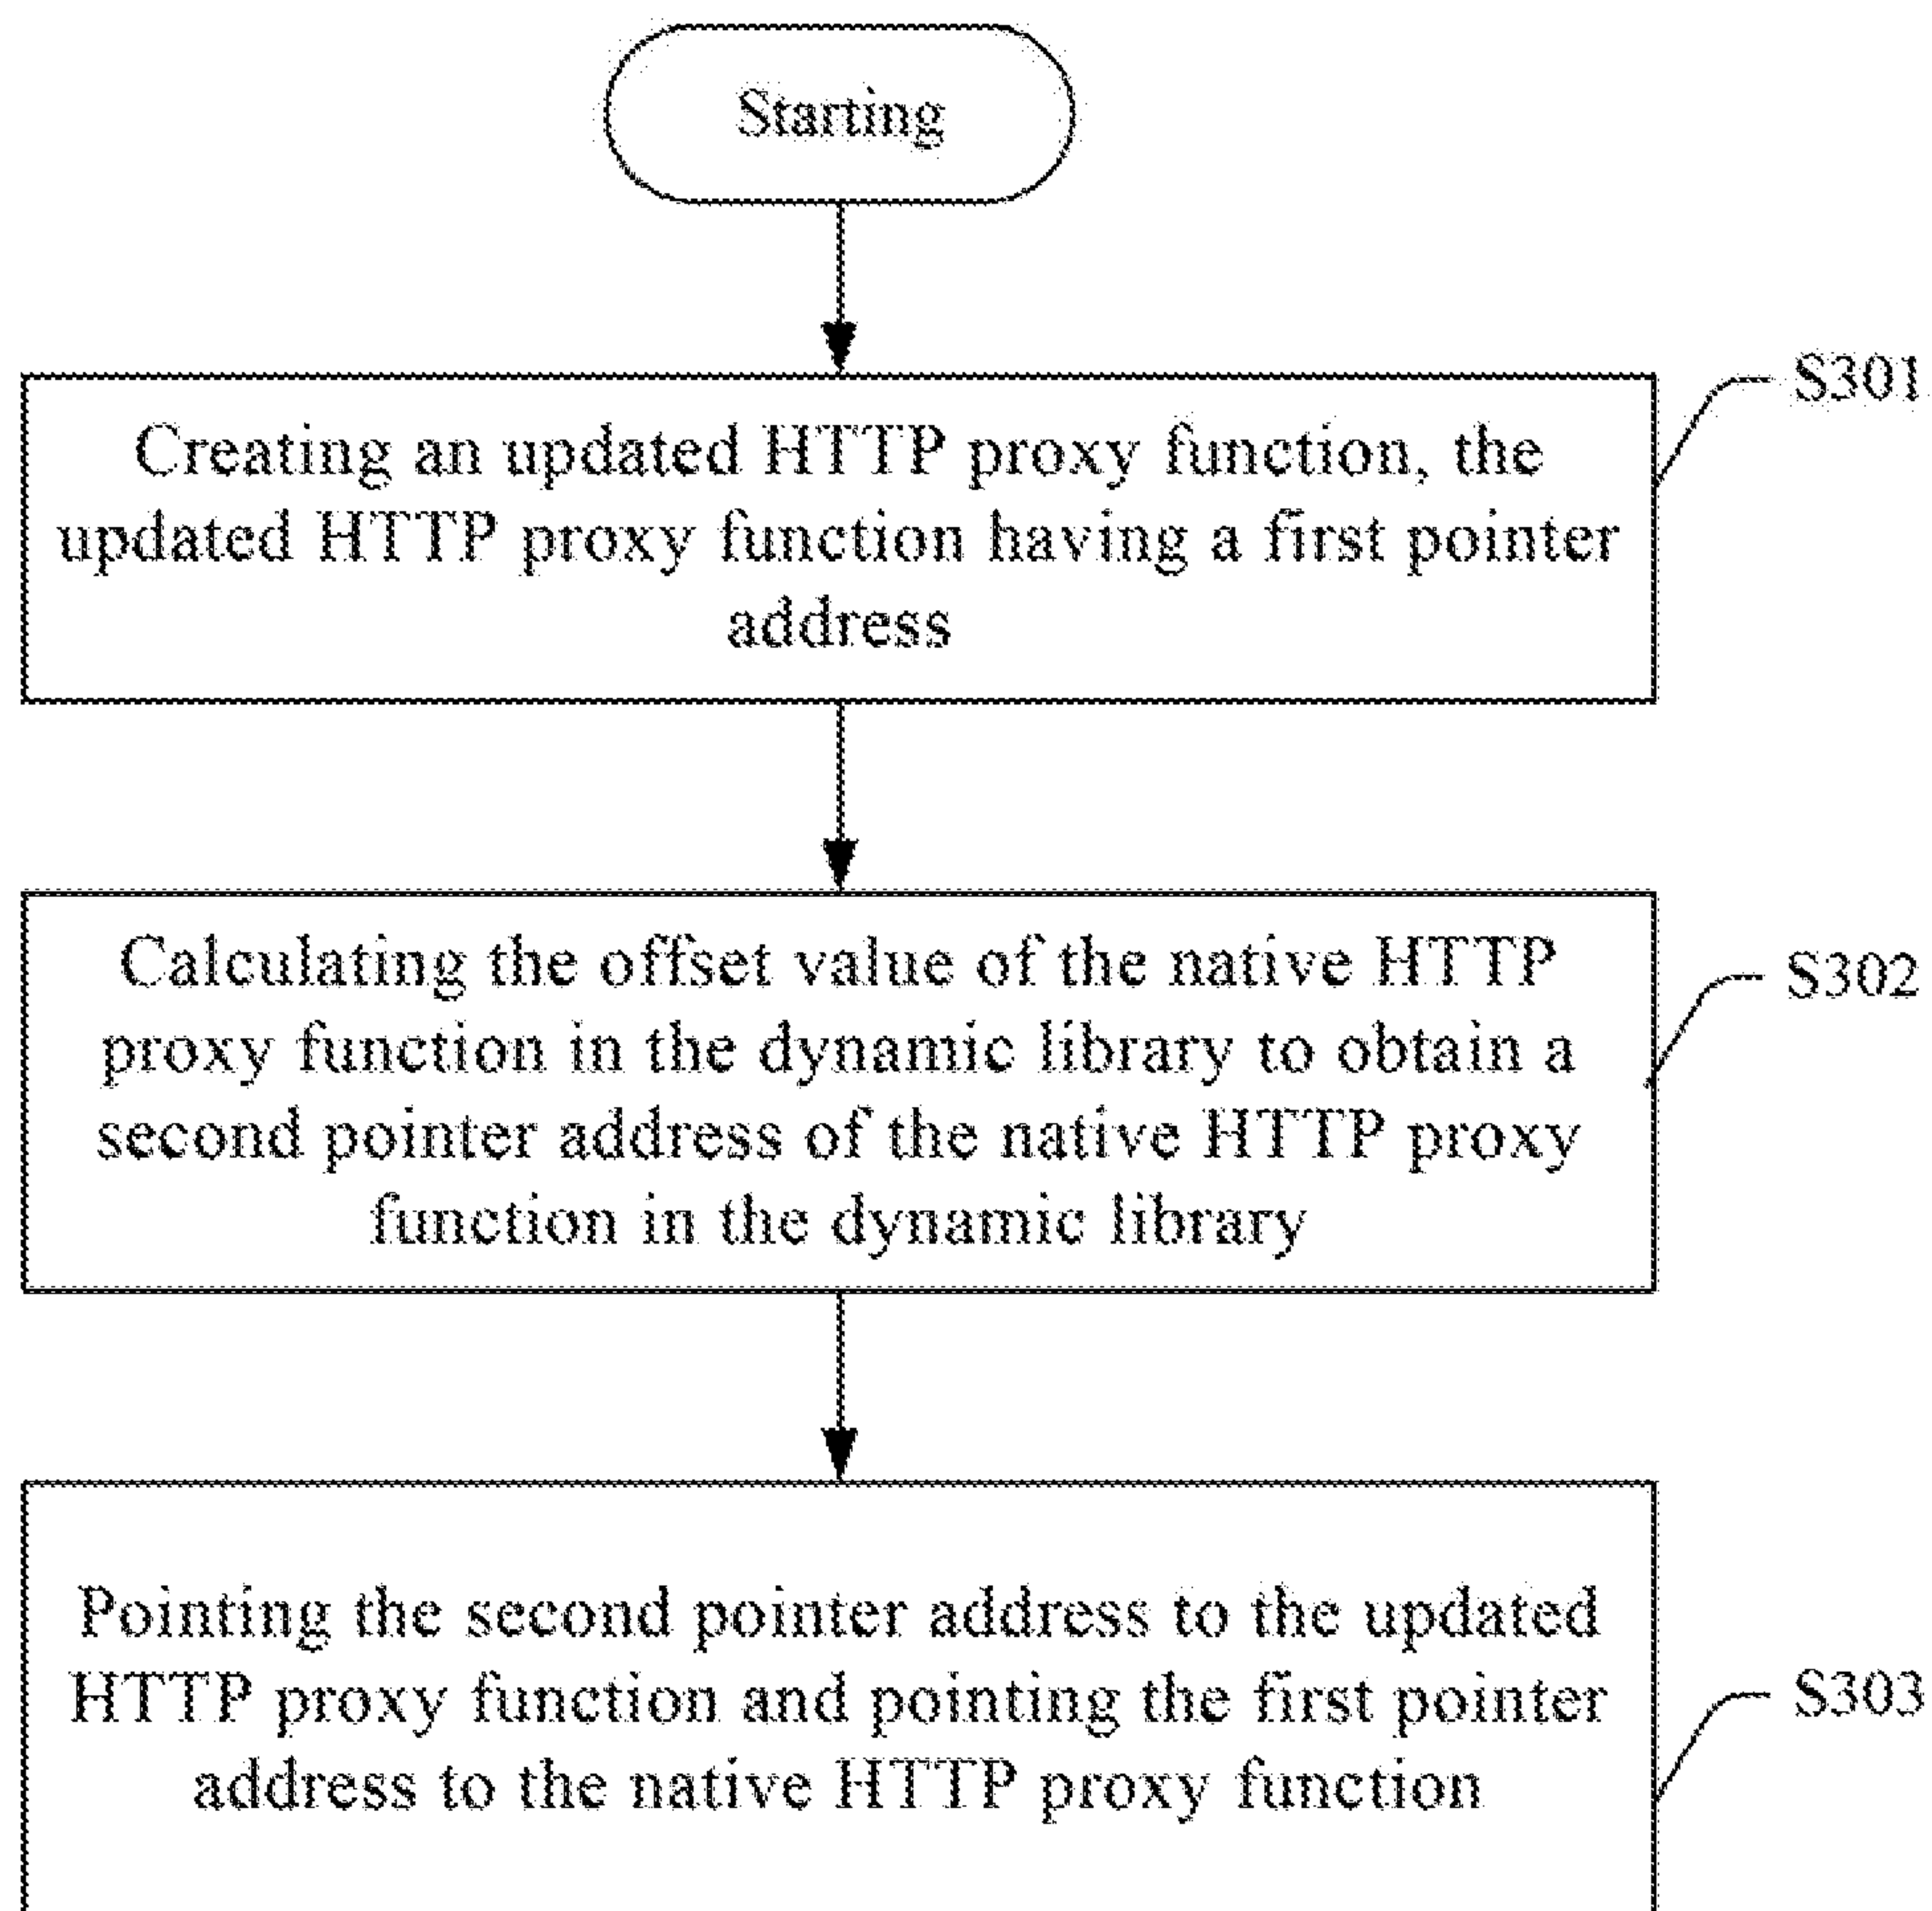 Starting
S301
Creating an updated HTTP proxy function, the
updated HTTP proxy function having a first pointer
address
S302
Calculating the offset value of the native HTTP
proxy function in the dynamic library to obtain a
second pointer address of the native HTTP proxy
function in the dynamic library
Pointing the second pointer address to the updated
HTTP proxy function and pointing the first pointer
address to the native HTTP proxy function
S303